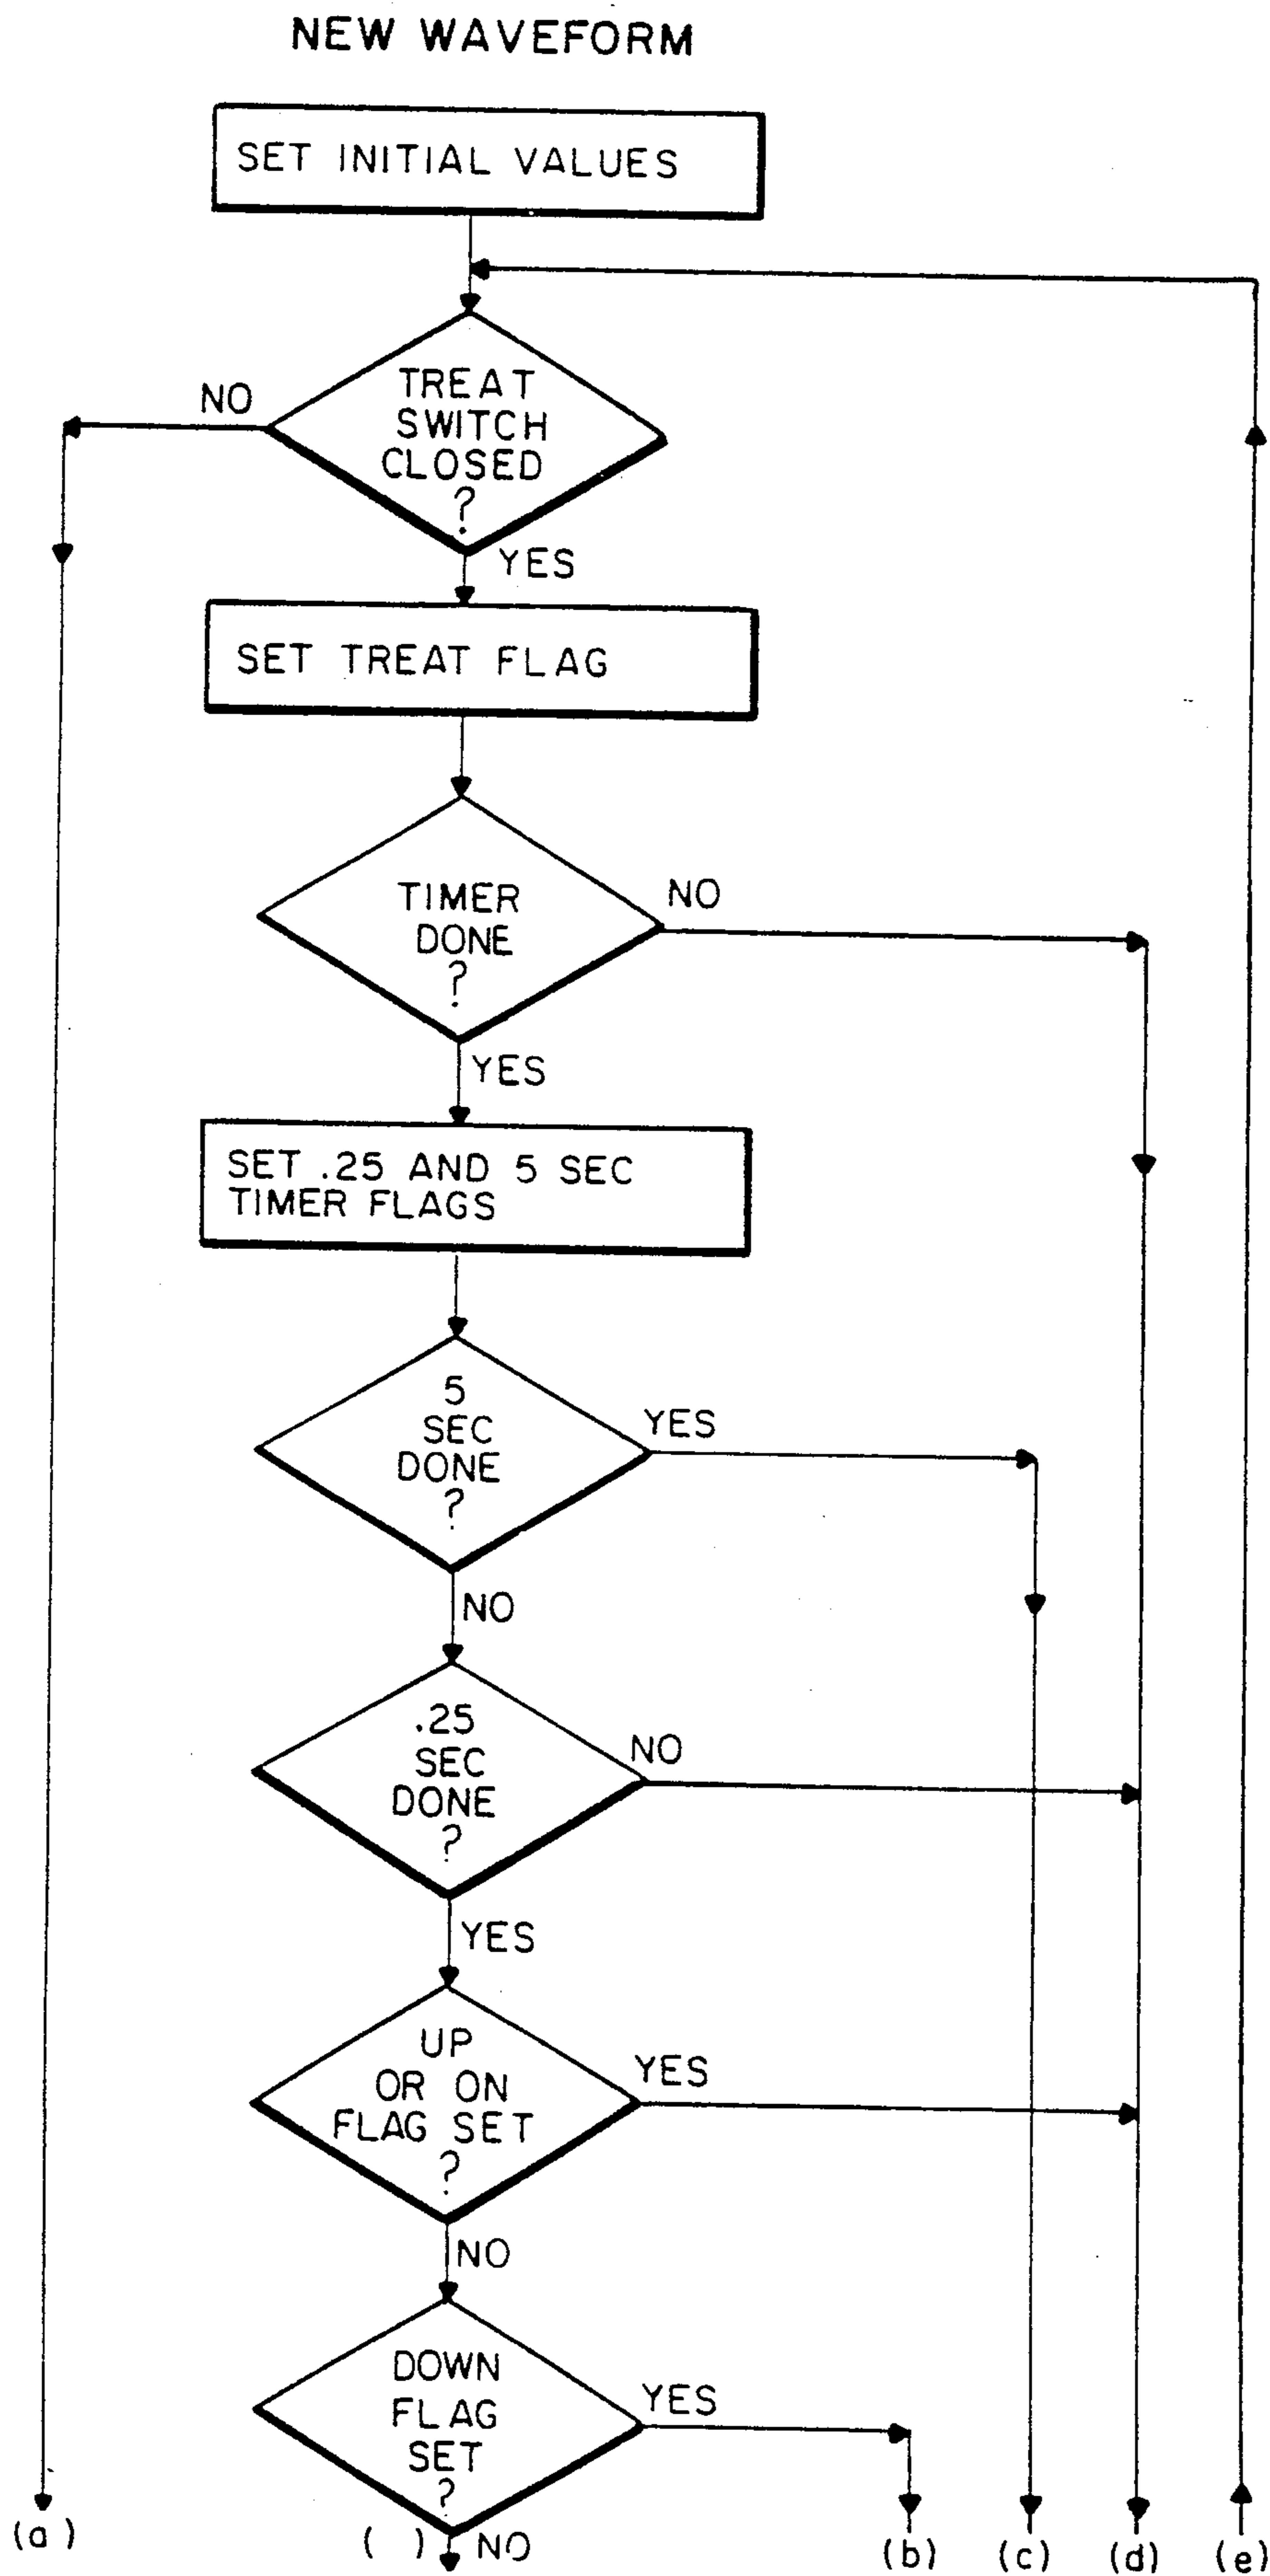 NEW WAVEFORM
SET INITIAL VALUES
NO
TREAT
SWITCH
CLOSED
?
YES
SET TREAT FLAG
TIMER
DONE
?
NO
YES
SET .25 AND 5 SEC
TIMER FLAGS
5
SEC
DONE
?
YES
NO
.25
SEC
DONE
?
NO
YES
UP
OR ON
FLAG SET
?
YES
NO
DOWN
FLAG
SET
?
YES
(a)
( )
NO
(b)
(c)
(d)
(e)